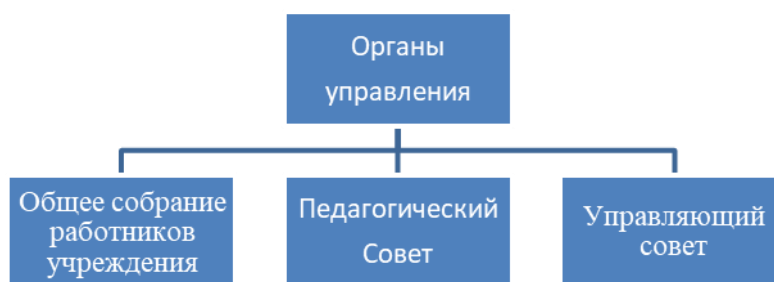 Органы
управления
Общее собрание
работников
учреждения
Педагогический
Совет
Управляющий
совет